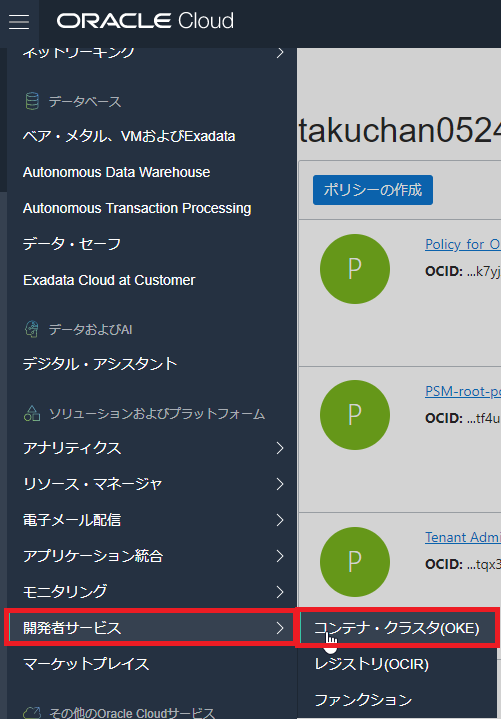 ORACLE Cloud
ネットワーキング
データベース
ベア・メタル、VMおよびExadata
Autonomous Data Warehouse
Autonomous Transaction Processing
データ・セーフ
Exadata Cloud at Customer
データおよびAI
デジタル・アシスタント
ソリューションおよびプラットフォーム
アナリティクス
リソース・マネージャ
電子メール配信
アプリケーション統合
モニタリング
開発者サービス
マーケットプレイス
その他のOracle Cloudサービス
コンテナ・クラスタ(OKE)
レジストリ(OCIR)
ファンクション
takuchan0524
ポリシーの作成
P
Policy for O
OCID: ...k7yj
P
PSM-root-po
OCID: ...tf4u
P
Tenant Admi
OCID: ...tqx3